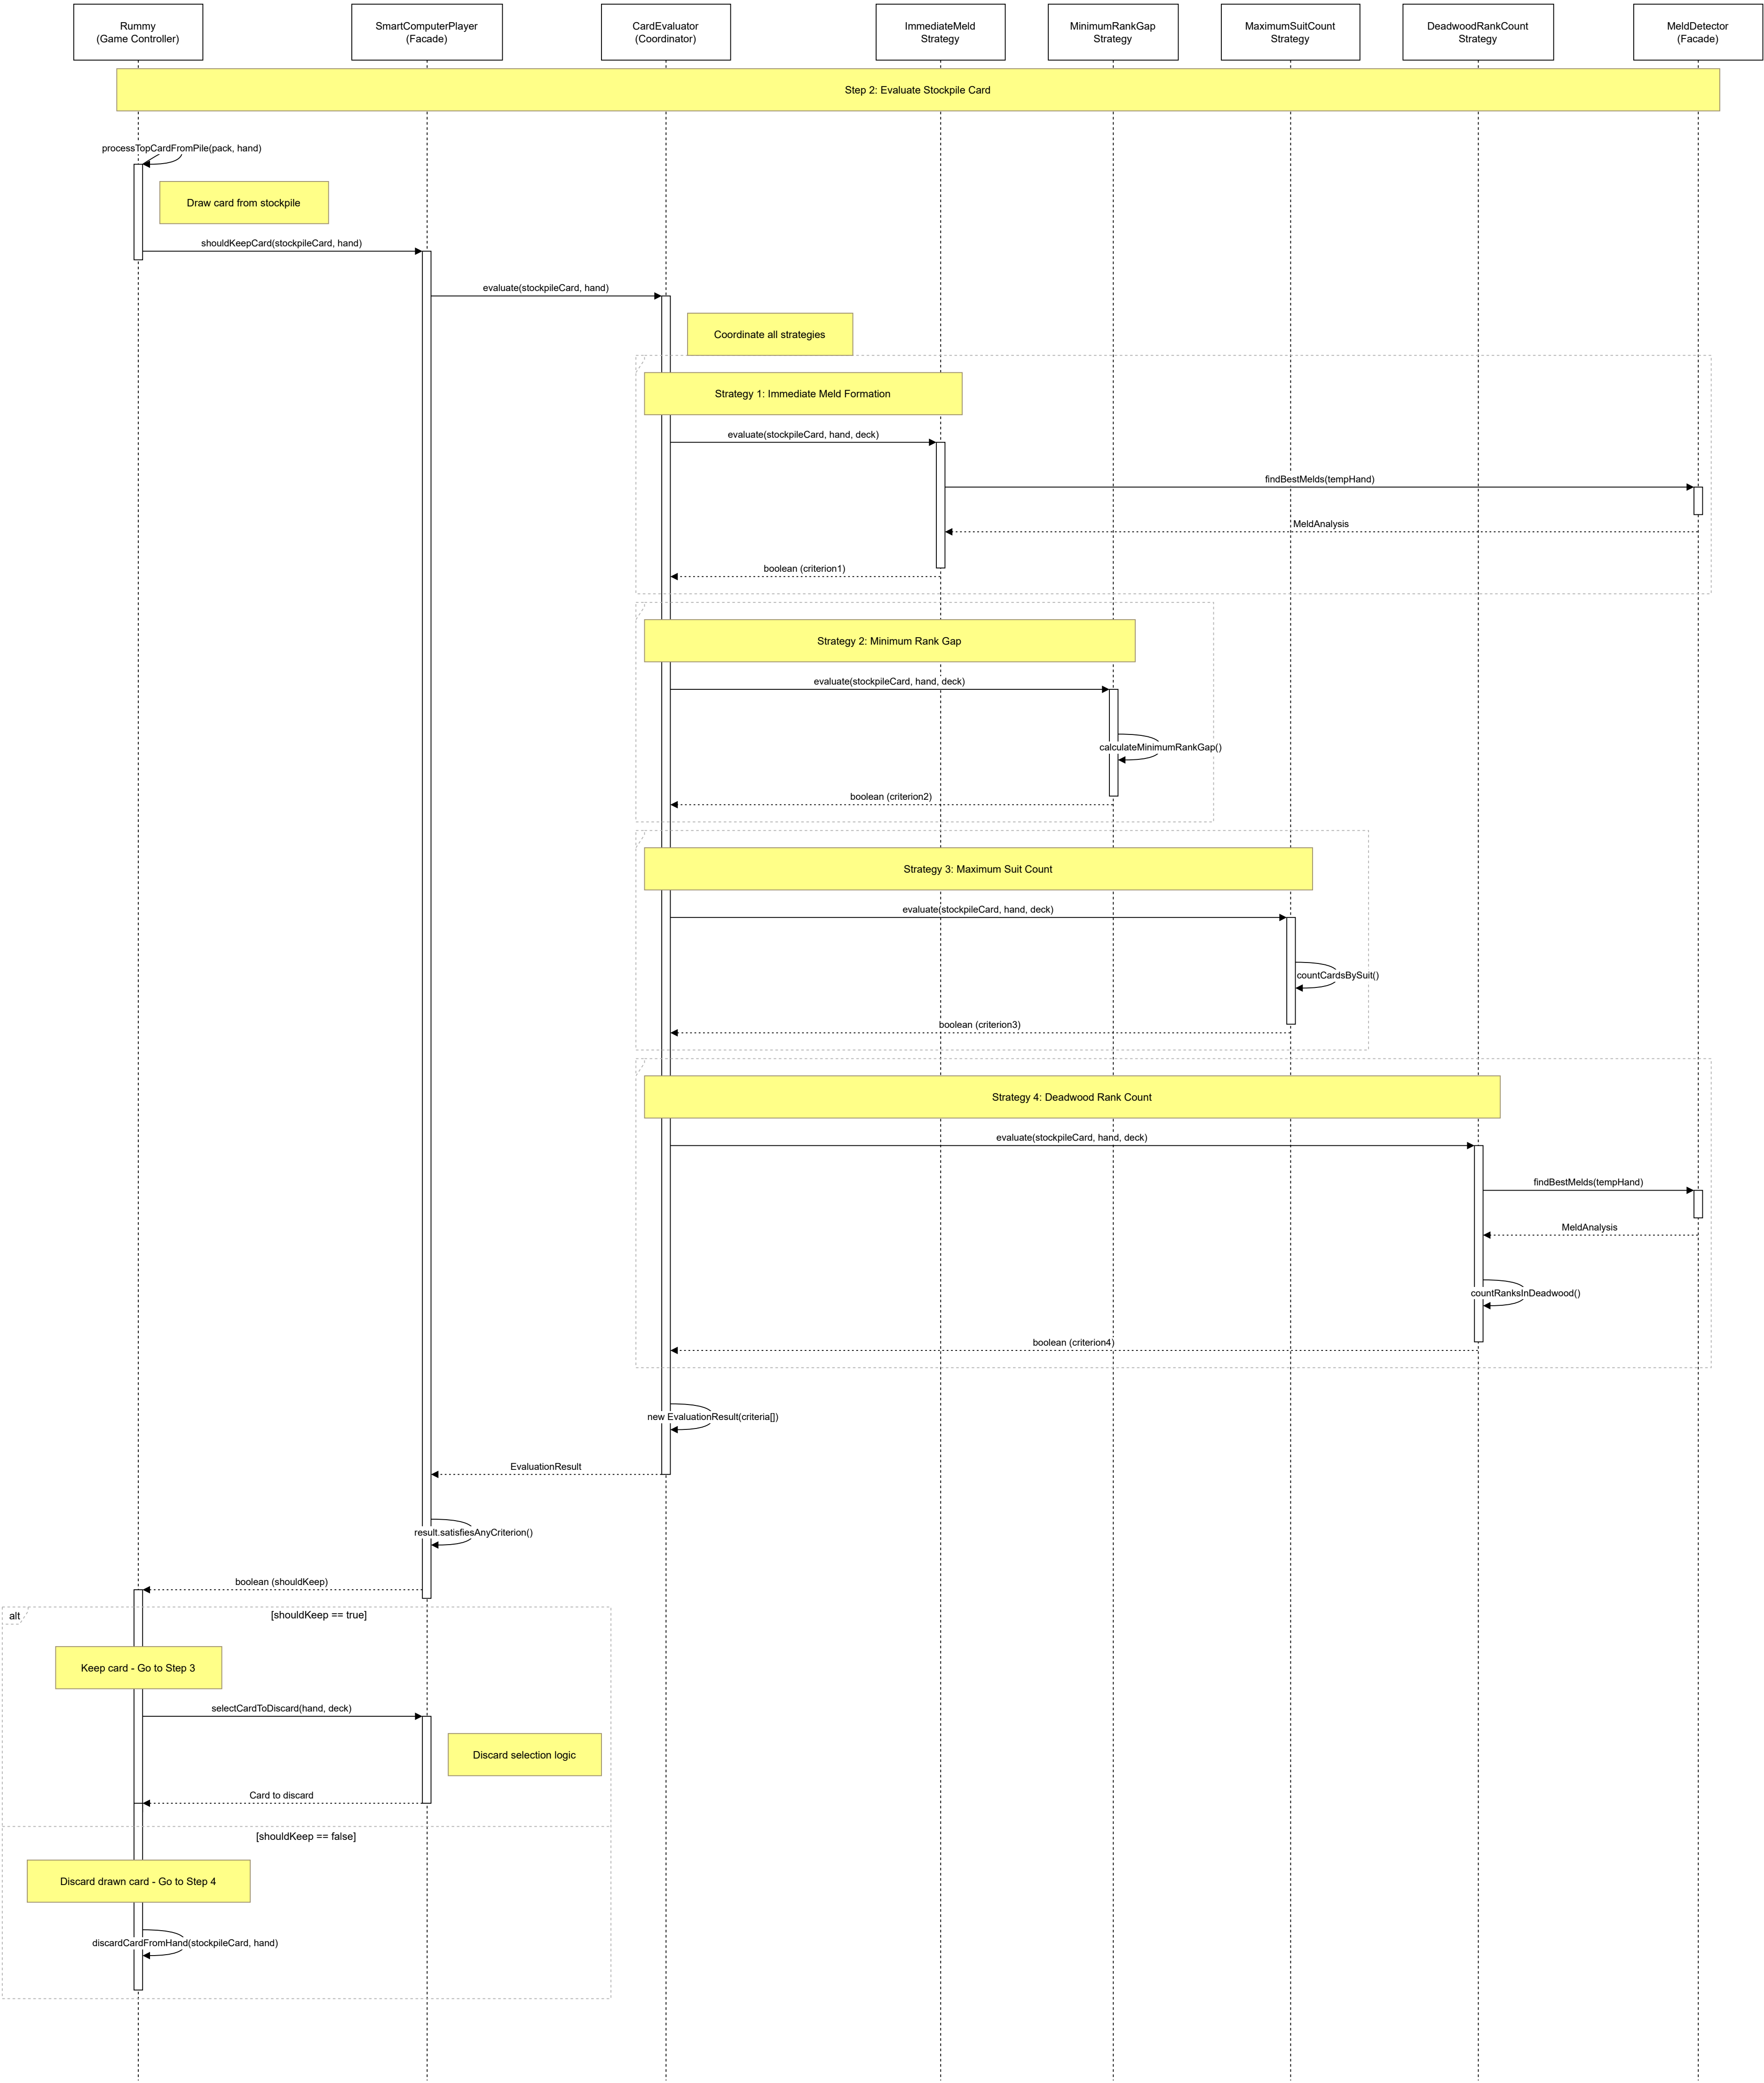 Rummy
(Game Controller)
SmartComputerPlayer
(Facade)
CardEvaluator
(Coordinator)
ImmediateMeld
Strategy
MinimumRankGap
Strategy
MaximumSuitCount
Strategy
DeadwoodRankCount
Strategy
MeldDetector
(Facade)
Step 2: Evaluate Stockpile Card
processTopCardFromPile(pack, hand)
Draw card from stockpile
shouldKeepCard(stockpileCard, hand)
evaluate(stockpileCard, hand)
Coordinate all strategies
Strategy 1: Immediate Meld Formation
evaluate(stockpileCard, hand, deck)
findBestMelds(tempHand)
MeldAnalysis
boolean (criterion1)
Strategy 2: Minimum Rank Gap
evaluate(stockpileCard, hand, deck)
calculateMinimumRankGap()
boolean (criterion2)
Strategy 3: Maximum Suit Count
evaluate(stockpileCard, hand, deck)
countCardsBySuit()
boolean (criterion3)
Strategy 4: Deadwood Rank Count
evaluate(stockpileCard, hand, deck)
findBestMelds(tempHand)
MeldAnalysis
countRanksInDeadwood()
boolean (criterion4)
new EvaluationResult(criteria[])
EvaluationResult
result.satisfiesAnyCriterion()
boolean (shouldKeep)
alt
[shouldKeep == true]
Keep card - Go to Step 3
selectCardToDiscard(hand, deck)
Discard selection logic
Card to discard
[shouldKeep == false]
Discard drawn card - Go to Step 4
discardCardFromHand(stockpileCard, hand)